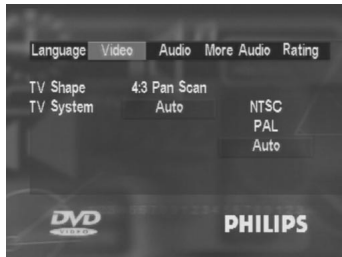 Language Video Audio More Audio Rating
TV Shape 4:3 Pan Scan
TV System Auto NTSC
PAL
Auto
DVD
VIDEO
PHILIPS